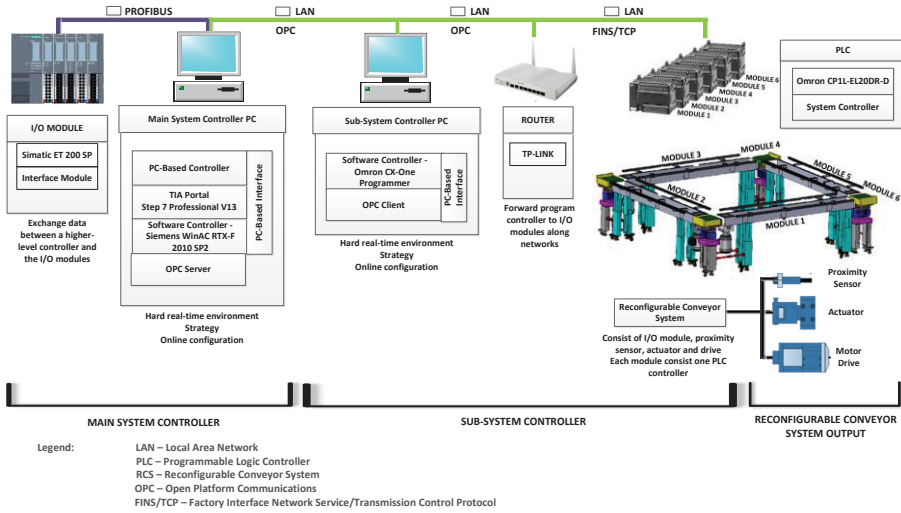 PROFIBUS
LAN
OPC
LAN
OPC
LAN
FINS/TCP
I/O MODULE
Simatic ET 200 SP
Interface Module
Exchange data
between a higher-
level controller and
the I/O modules
Main System Controller PC
PC-Based Controller
TIA Portal
Step 7 Professional V13
Software Controller -
Siemens WinAC RTX-F
2010 SP2
OPC Server
PC-Based Interface
Hard real-time environment
Strategy
Online configuration
Sub-System Controller PC
Software Controller -
Omron CX-One
Programmer
OPC Client
PC-Based
Interface
Hard real-time environment
Strategy
Online configuration
ROUTER
TP-LINK
Forward program
controller to I/O
modules along
networks
MODULE 6
MODULE 5
MODULE 4
MODULE 3
MODULE 2
MODULE 1
PLC
Omron CP1L-EL20DR-D
System Controller
MODULE 3
MODULE 4
MODULE 5
MODULE 2
MODULE 6
MODULE 1
Reconfigurable Conveyor
System
Consist of I/O module, proximity
sensor, actuator and drive
Each module consist one PLC
controller
Proximity
Sensor
Actuator
Motor
Drive
MAIN SYSTEM CONTROLLER
SUB-SYSTEM CONTROLLER
RECONFIGURABLE CONVEYOR
SYSTEM OUTPUT
Legend:
LAN – Local Area Network
PLC – Programmable Logic Controller
RCS – Reconfigurable Conveyor System
OPC – Open Platform Communications
FINS/TCP – Factory Interface Network Service/Transmission Control Protocol